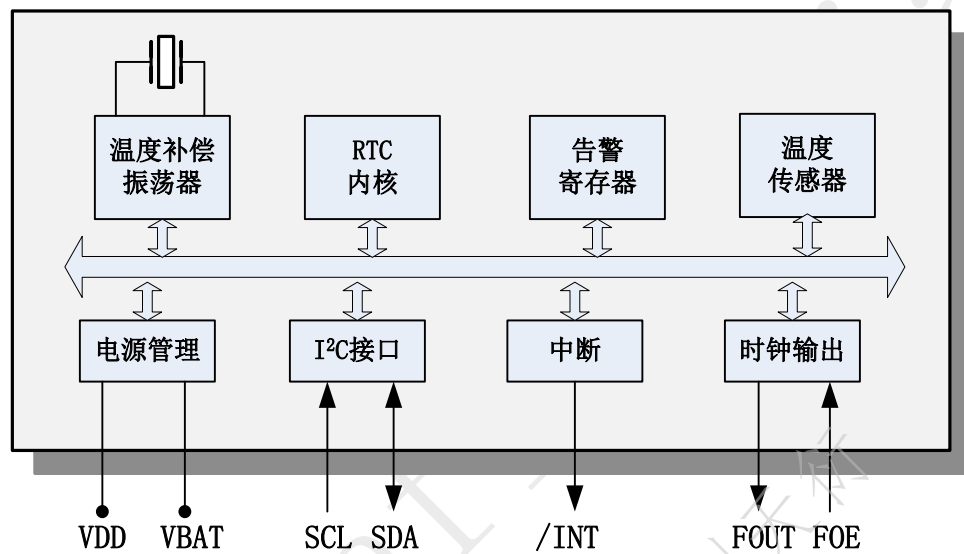 温度补偿
振荡器
RTC
内核
告警
寄存器
温度
传感器
电源管理
I²C接口
中断
时钟输出
VDD
VBAT
SCL
SDA
/INT
FOUT
FOE